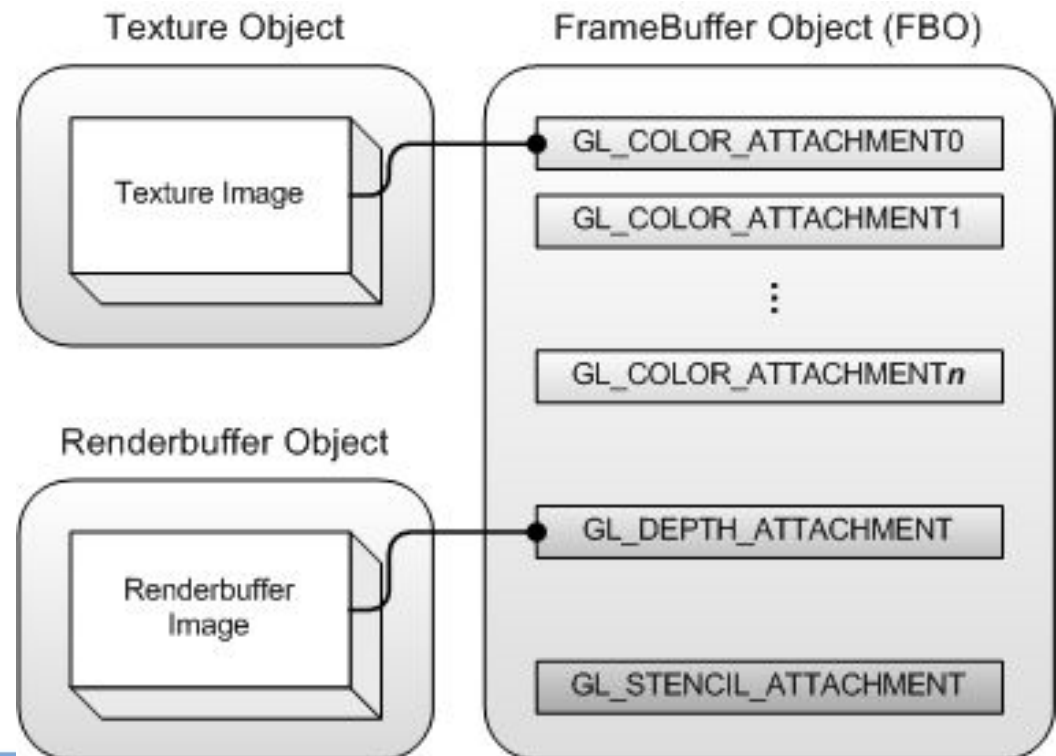 Texture Object
Texture Image
FrameBuffer Object (FBO)
GL_COLOR_ATTACHMENT0
GL_COLOR_ATTACHMENT1
⋮
GL_COLOR_ATTACHMENTn
GL_DEPTH_ATTACHMENT
GL_STENCIL_ATTACHMENT
Renderbuffer Object
Renderbuffer
Image